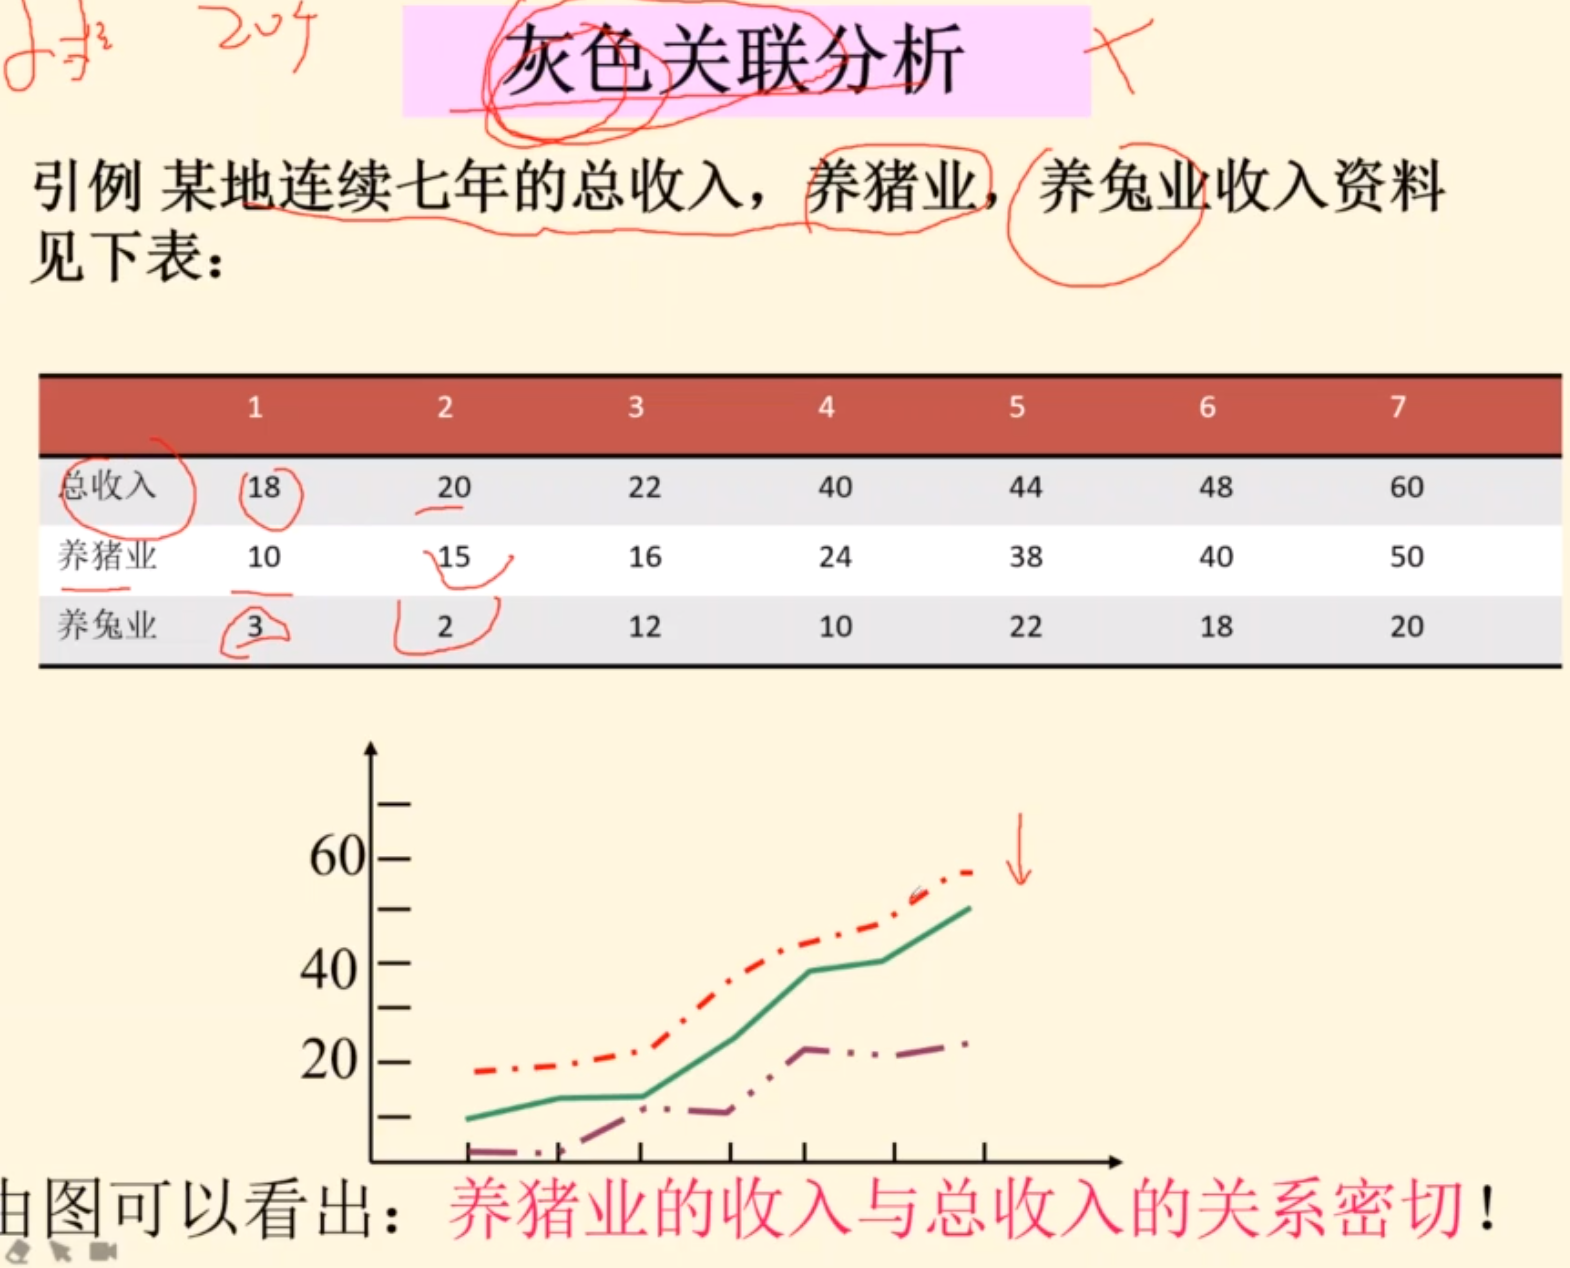 204
灰色关联分析
引例 某地连续七年的总收入，养猪业，养兔业收入资料
见下表：
1 2 3 4 5 6 7
总收入 18 20 22 40 44 48 60
养猪业 10 15 16 24 38 40 50
养兔业 3 2 12 10 22 18 20
60
40
20
由图可以看出：养猪业的收入与总收入的关系密切！